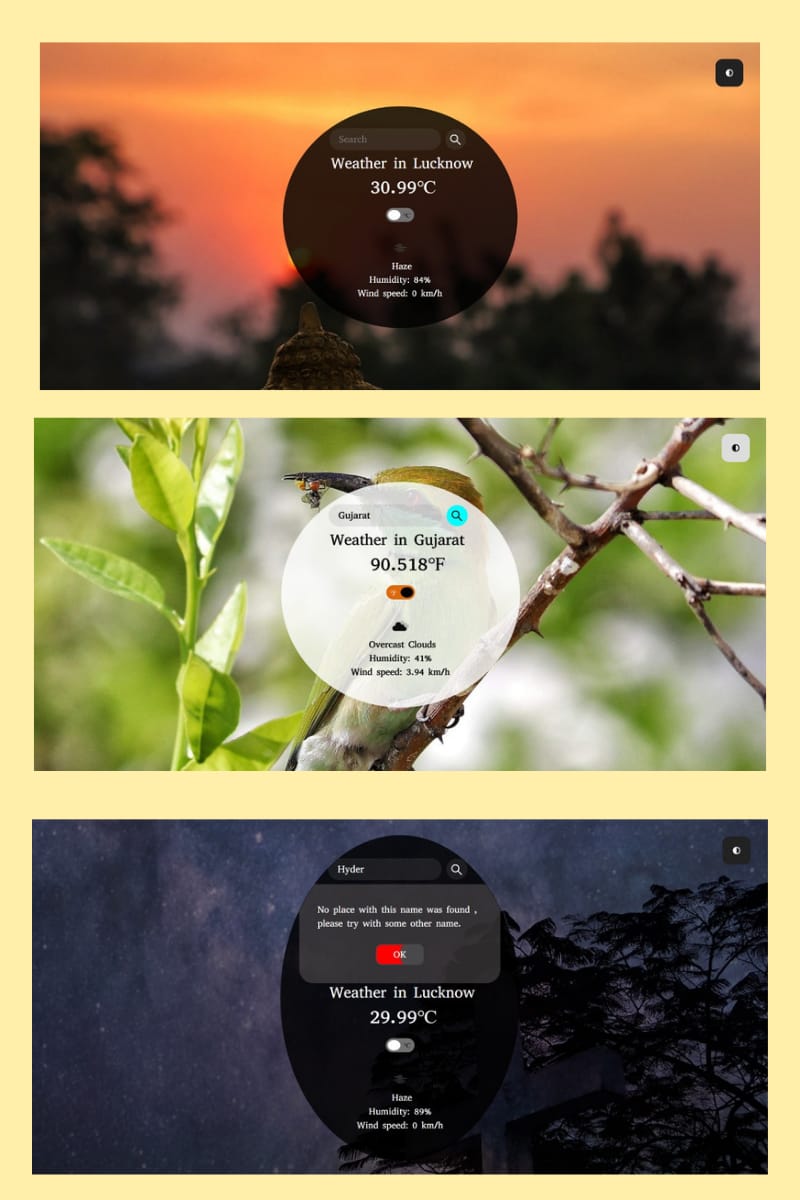 Search
Weather in Lucknow
30.99°C
°C
Haze
Humidity: 84%
Wind speed: 0 km/h
Gujarat
Weather in Gujarat
90.518°F
°F
Overcast Clouds
Humidity: 41%
Wind speed: 3.94 km/h
Hyder
No place with this name was found ,
please try with some other name.
OK
Weather in Lucknow
29.99°C
°C
Haze
Humidity: 89%
Wind speed: 0 km/h